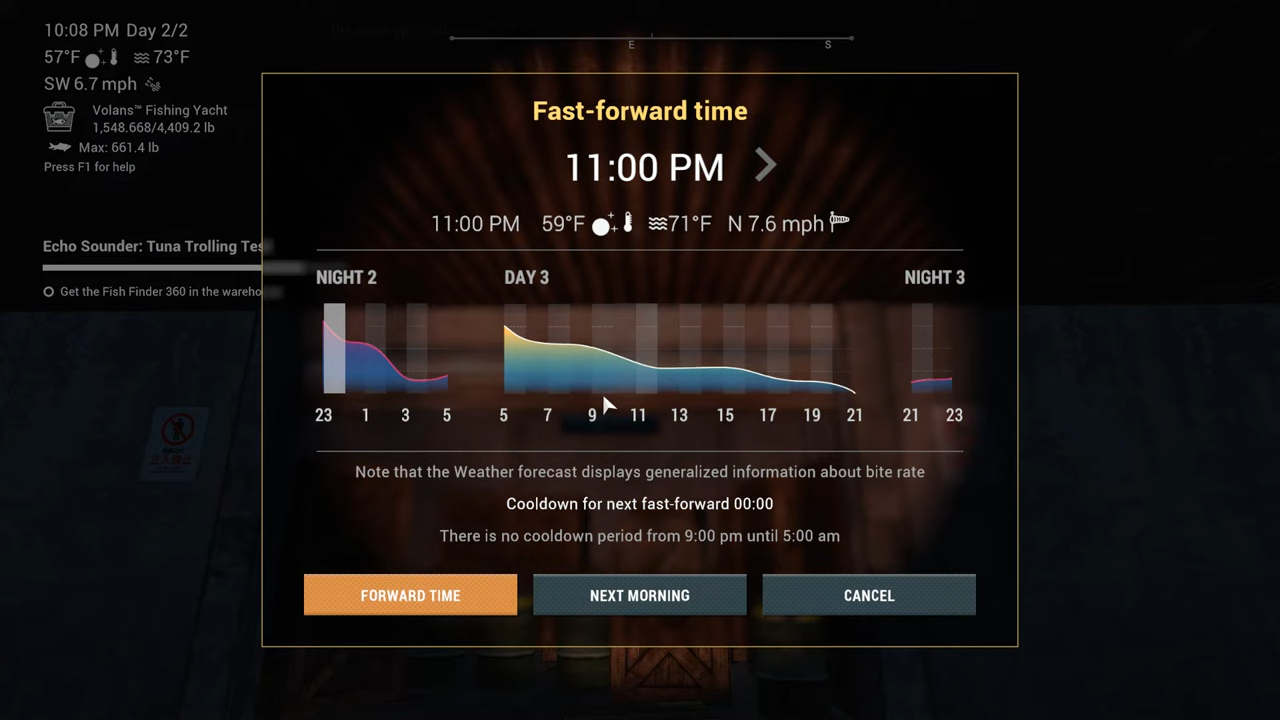 10:08 PM Day 2/2
57°F 73°F
SW 6.7 mph
Volans™ Fishing Yacht
1,548.668/4,409.2 lb
Max: 661.4 lb
Press F1 for help
E S
Echo Sounder: Tuna Trolling Tes
Get the Fish Finder 360 in the wareho
Fast-forward time
11:00 PM
11:00 PM 59°F 71°F N 7.6 mph
NIGHT 2 DAY 3 NIGHT 3
23 1 3 5 5 7 9 11 13 15 17 19 21 21 23
Note that the Weather forecast displays generalized information about bite rate
Cooldown for next fast-forward 00:00
There is no cooldown period from 9:00 pm until 5:00 am
FORWARD TIME NEXT MORNING CANCEL